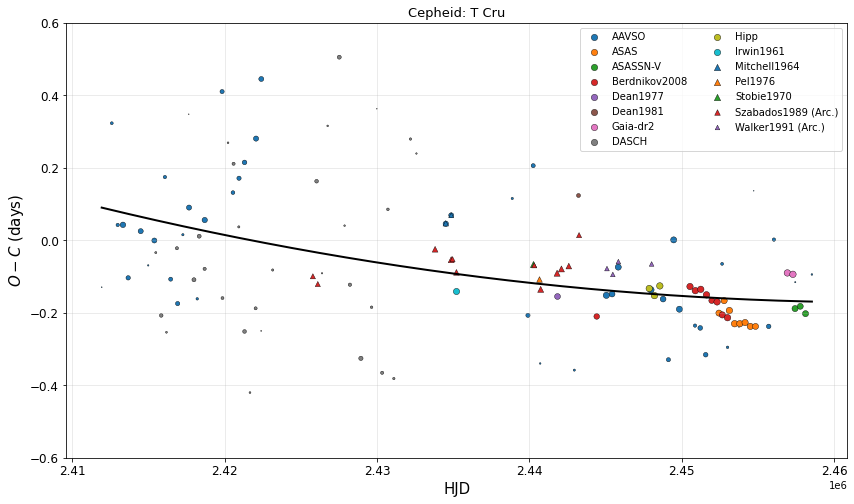 Cepheid: T Cru
0.6
0.4
0.2
0.0
−0.2
−0.4
−0.6
O − C (days)
AAVSO
ASAS
ASASSN-V
Berdnikov2008
Dean1977
Dean1981
Gaia-dr2
DASCH
Hipp
Irwin1961
Mitchell1964
Pel1976
Stobie1970
Szabados1989 (Arc.)
Walker1991 (Arc.)
2.41 2.42 2.43 2.44 2.45 2.46
1e6
HJD